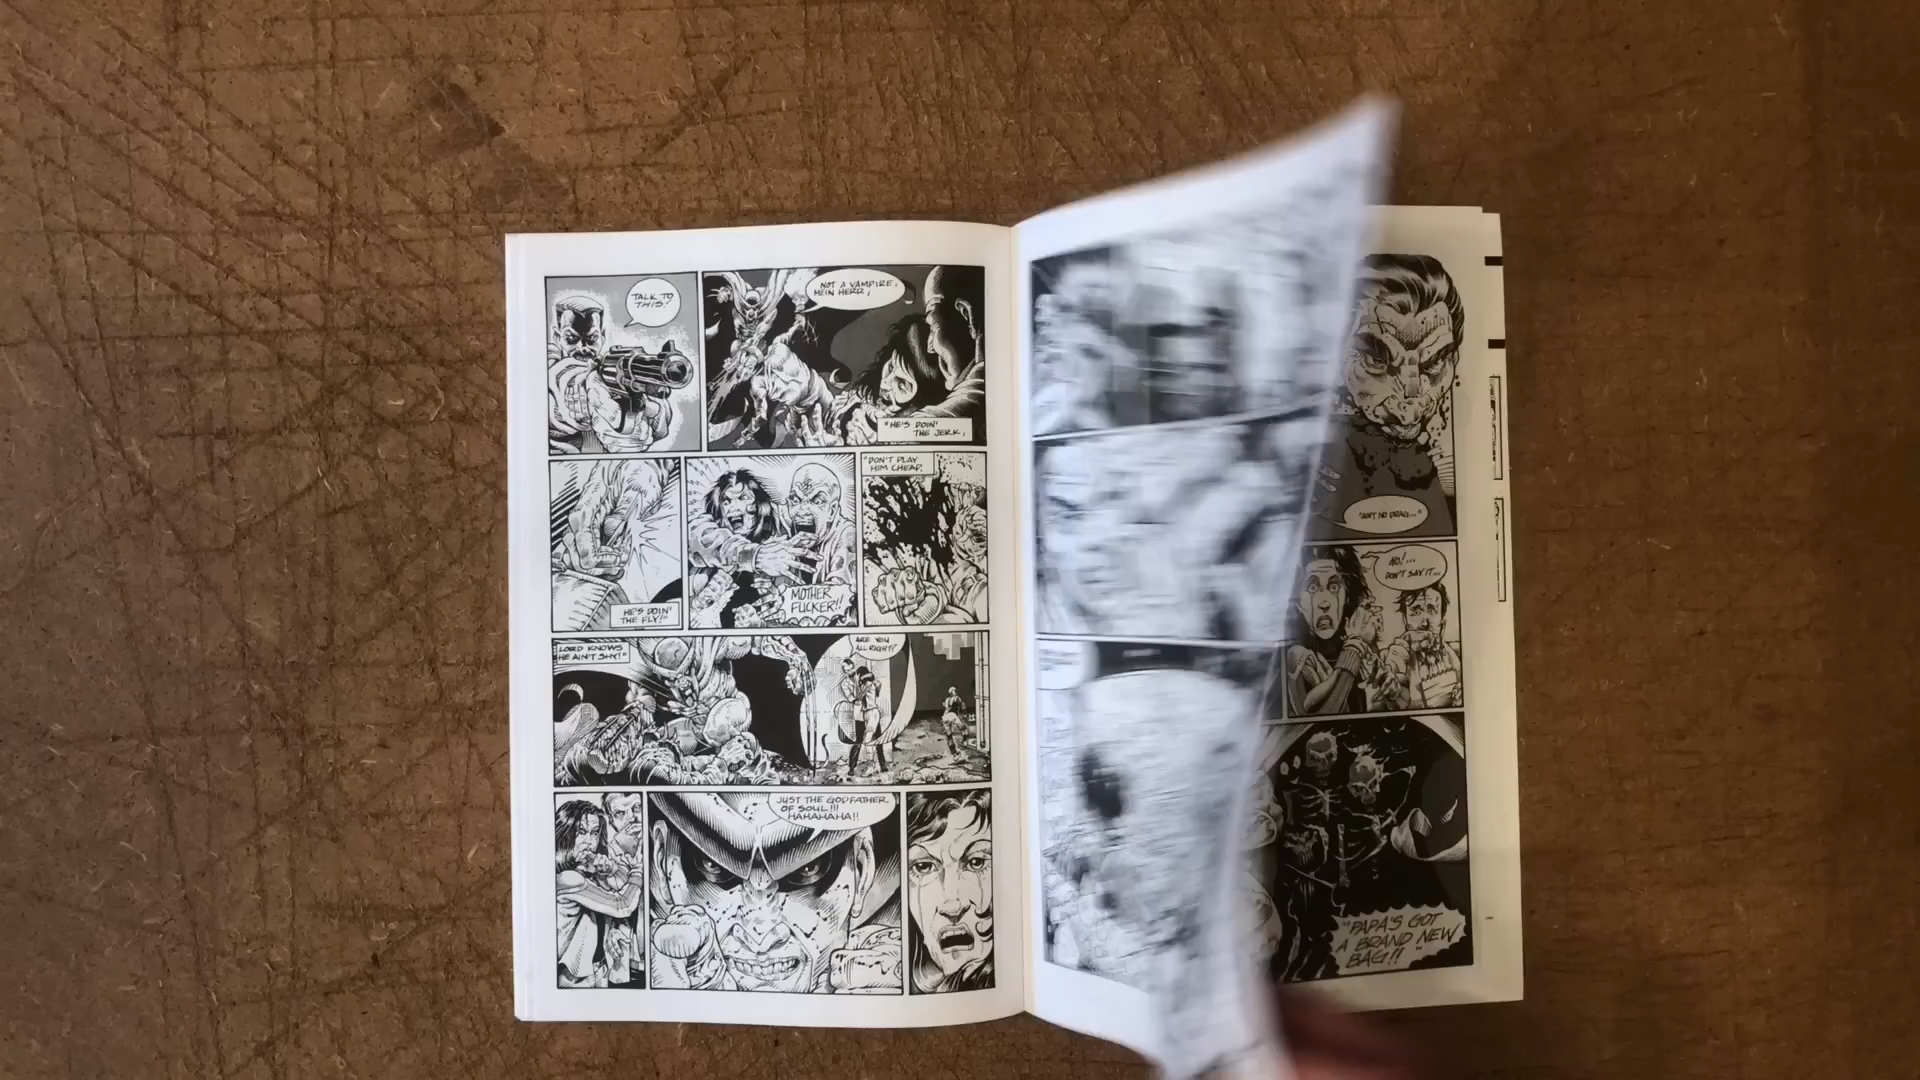 TALK TO
THIS!
NOT A VAMPIRE,
MEIN HERR,
"HE'S DOIN'
THE JERK,
HE'S DOIN'
THE FLY!"
MOTHER
FUCKER!!
"DON'T PLAY
HIM CHEAP,
LORD KNOWS
HE AIN'T SHY!"
ARE YOU
ALL RIGHT?
JUST THE GODFATHER
OF SOUL!!!
HAHAHAHA!!
"AIN'T NO DRAG..."
NO!...
DON'T SAY IT...
"PAPA'S GOT
A BRAND NEW
BAG!!"